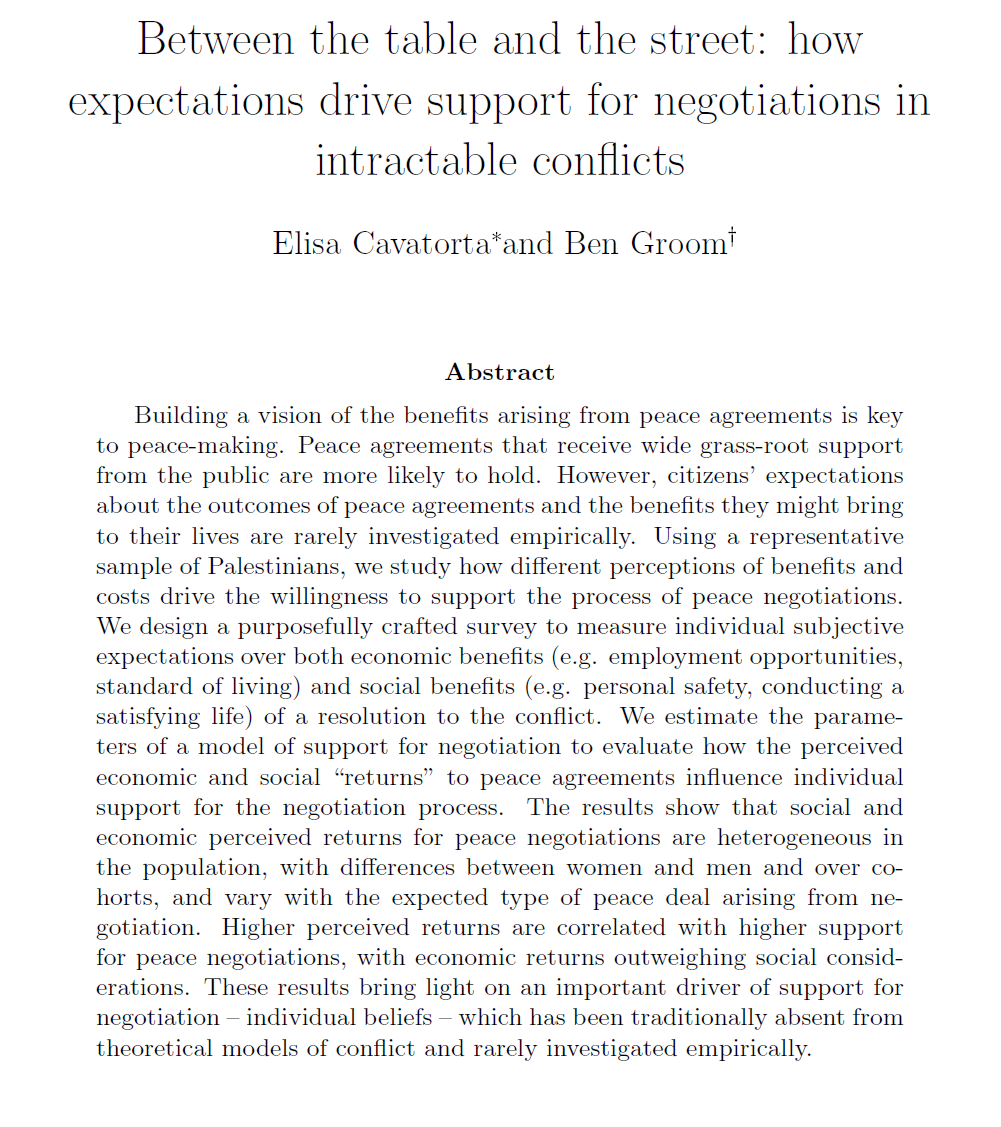 Between the table and the street: how
expectations drive support for negotiations in
intractable conflicts
Elisa Cavatorta*and Ben Groom†
Abstract
Building a vision of the benefits arising from peace agreements is key
to peace-making. Peace agreements that receive wide grass-root support
from the public are more likely to hold. However, citizens’ expectations
about the outcomes of peace agreements and the benefits they might bring
to their lives are rarely investigated empirically. Using a representative
sample of Palestinians, we study how different perceptions of benefits and
costs drive the willingness to support the process of peace negotiations.
We design a purposefully crafted survey to measure individual subjective
expectations over both economic benefits (e.g. employment opportunities,
standard of living) and social benefits (e.g. personal safety, conducting a
satisfying life) of a resolution to the conflict. We estimate the parame-
ters of a model of support for negotiation to evaluate how the perceived
economic and social “returns” to peace agreements influence individual
support for the negotiation process. The results show that social and
economic perceived returns for peace negotiations are heterogeneous in
the population, with differences between women and men and over co-
horts, and vary with the expected type of peace deal arising from ne-
gotiation. Higher perceived returns are correlated with higher support
for peace negotiations, with economic returns outweighing social consid-
erations. These results bring light on an important driver of support for
negotiation – individual beliefs – which has been traditionally absent from
theoretical models of conflict and rarely investigated empirically.